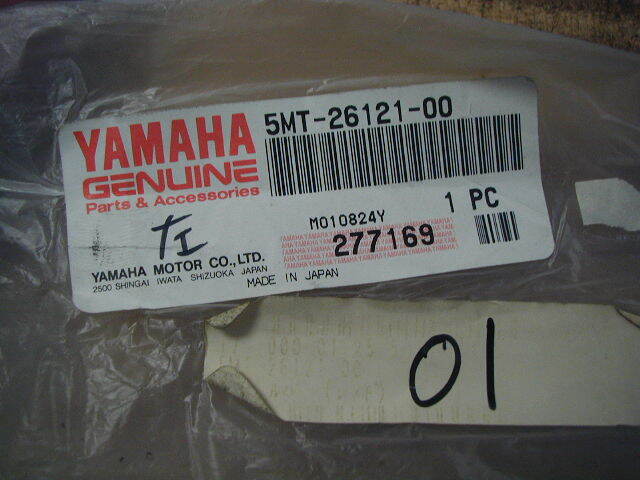 YAMAHA
GENUINE
Parts & Accessories
5MT-26121-00
M010824Y
1 PC
277169
YAMAHA MOTOR CO., LTD.
2500 SHINGAI IWATA SHIZUOKA JAPAN
MADE IN JAPAN
01